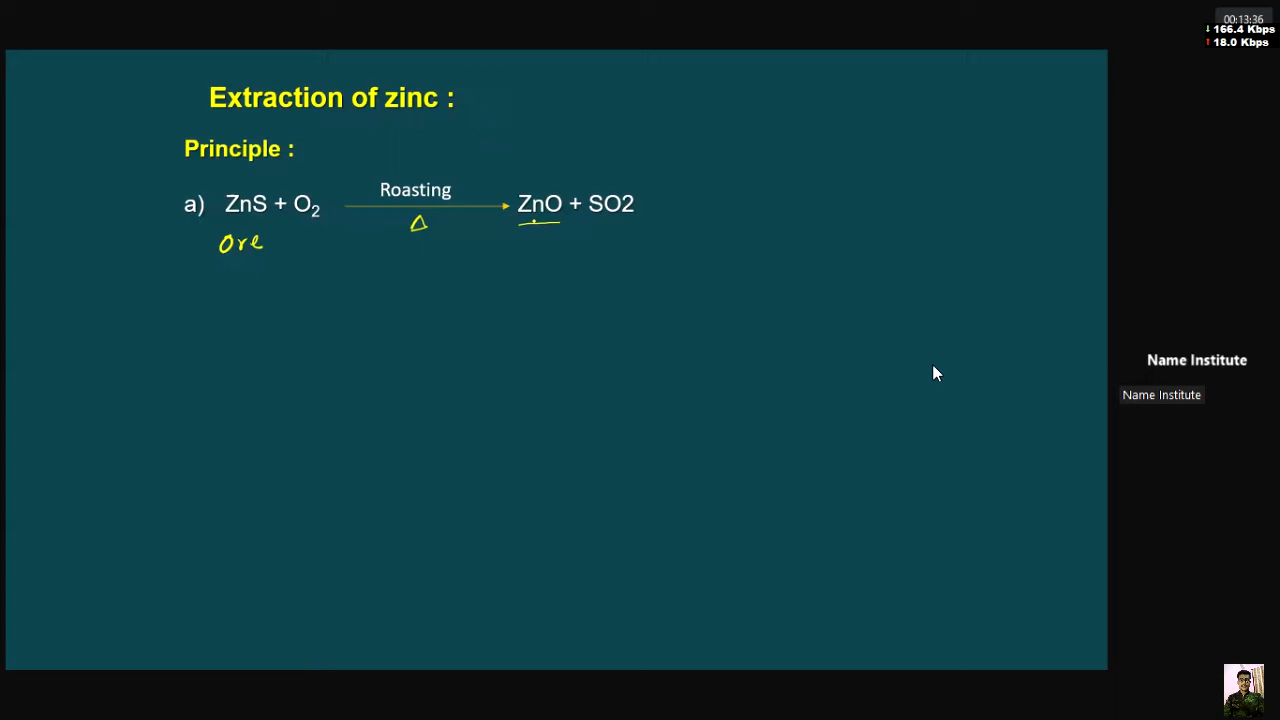 00:13:36
↓ 166.4 Kbps
↑ 18.0 Kbps
Extraction of zinc :
Principle :
Roasting
a) ZnS + O₂ → ZnO + SO2
Δ
Ore
Name Institute
Name Institute